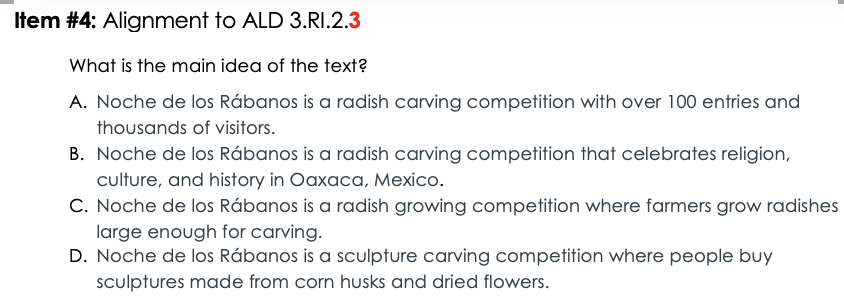 Item #4: Alignment to ALD 3.RI.2.3
What is the main idea of the text?
A. Noche de los Rábanos is a radish carving competition with over 100 entries and
thousands of visitors.
B. Noche de los Rábanos is a radish carving competition that celebrates religion,
culture, and history in Oaxaca, Mexico.
C. Noche de los Rábanos is a radish growing competition where farmers grow radishes
large enough for carving.
D. Noche de los Rábanos is a sculpture carving competition where people buy
sculptures made from corn husks and dried flowers.